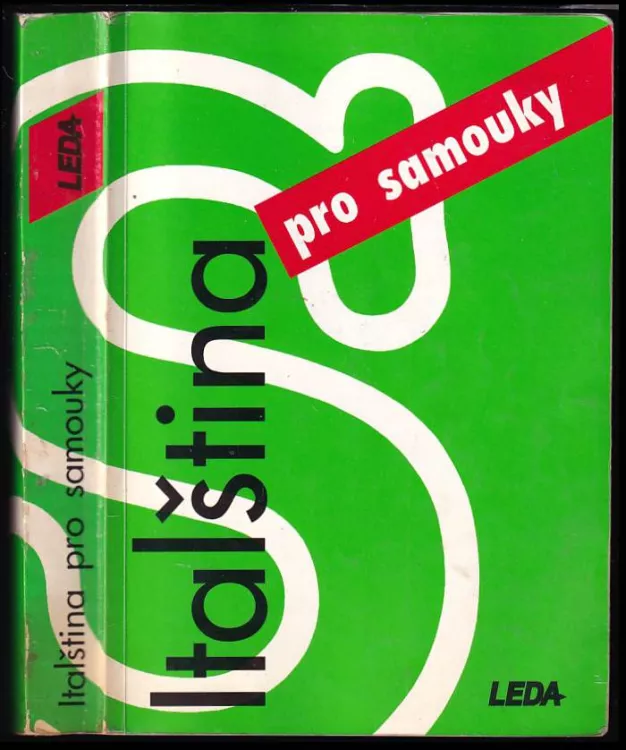 LEDA
Italština pro samouky
Italština
pro samouky
LEDA